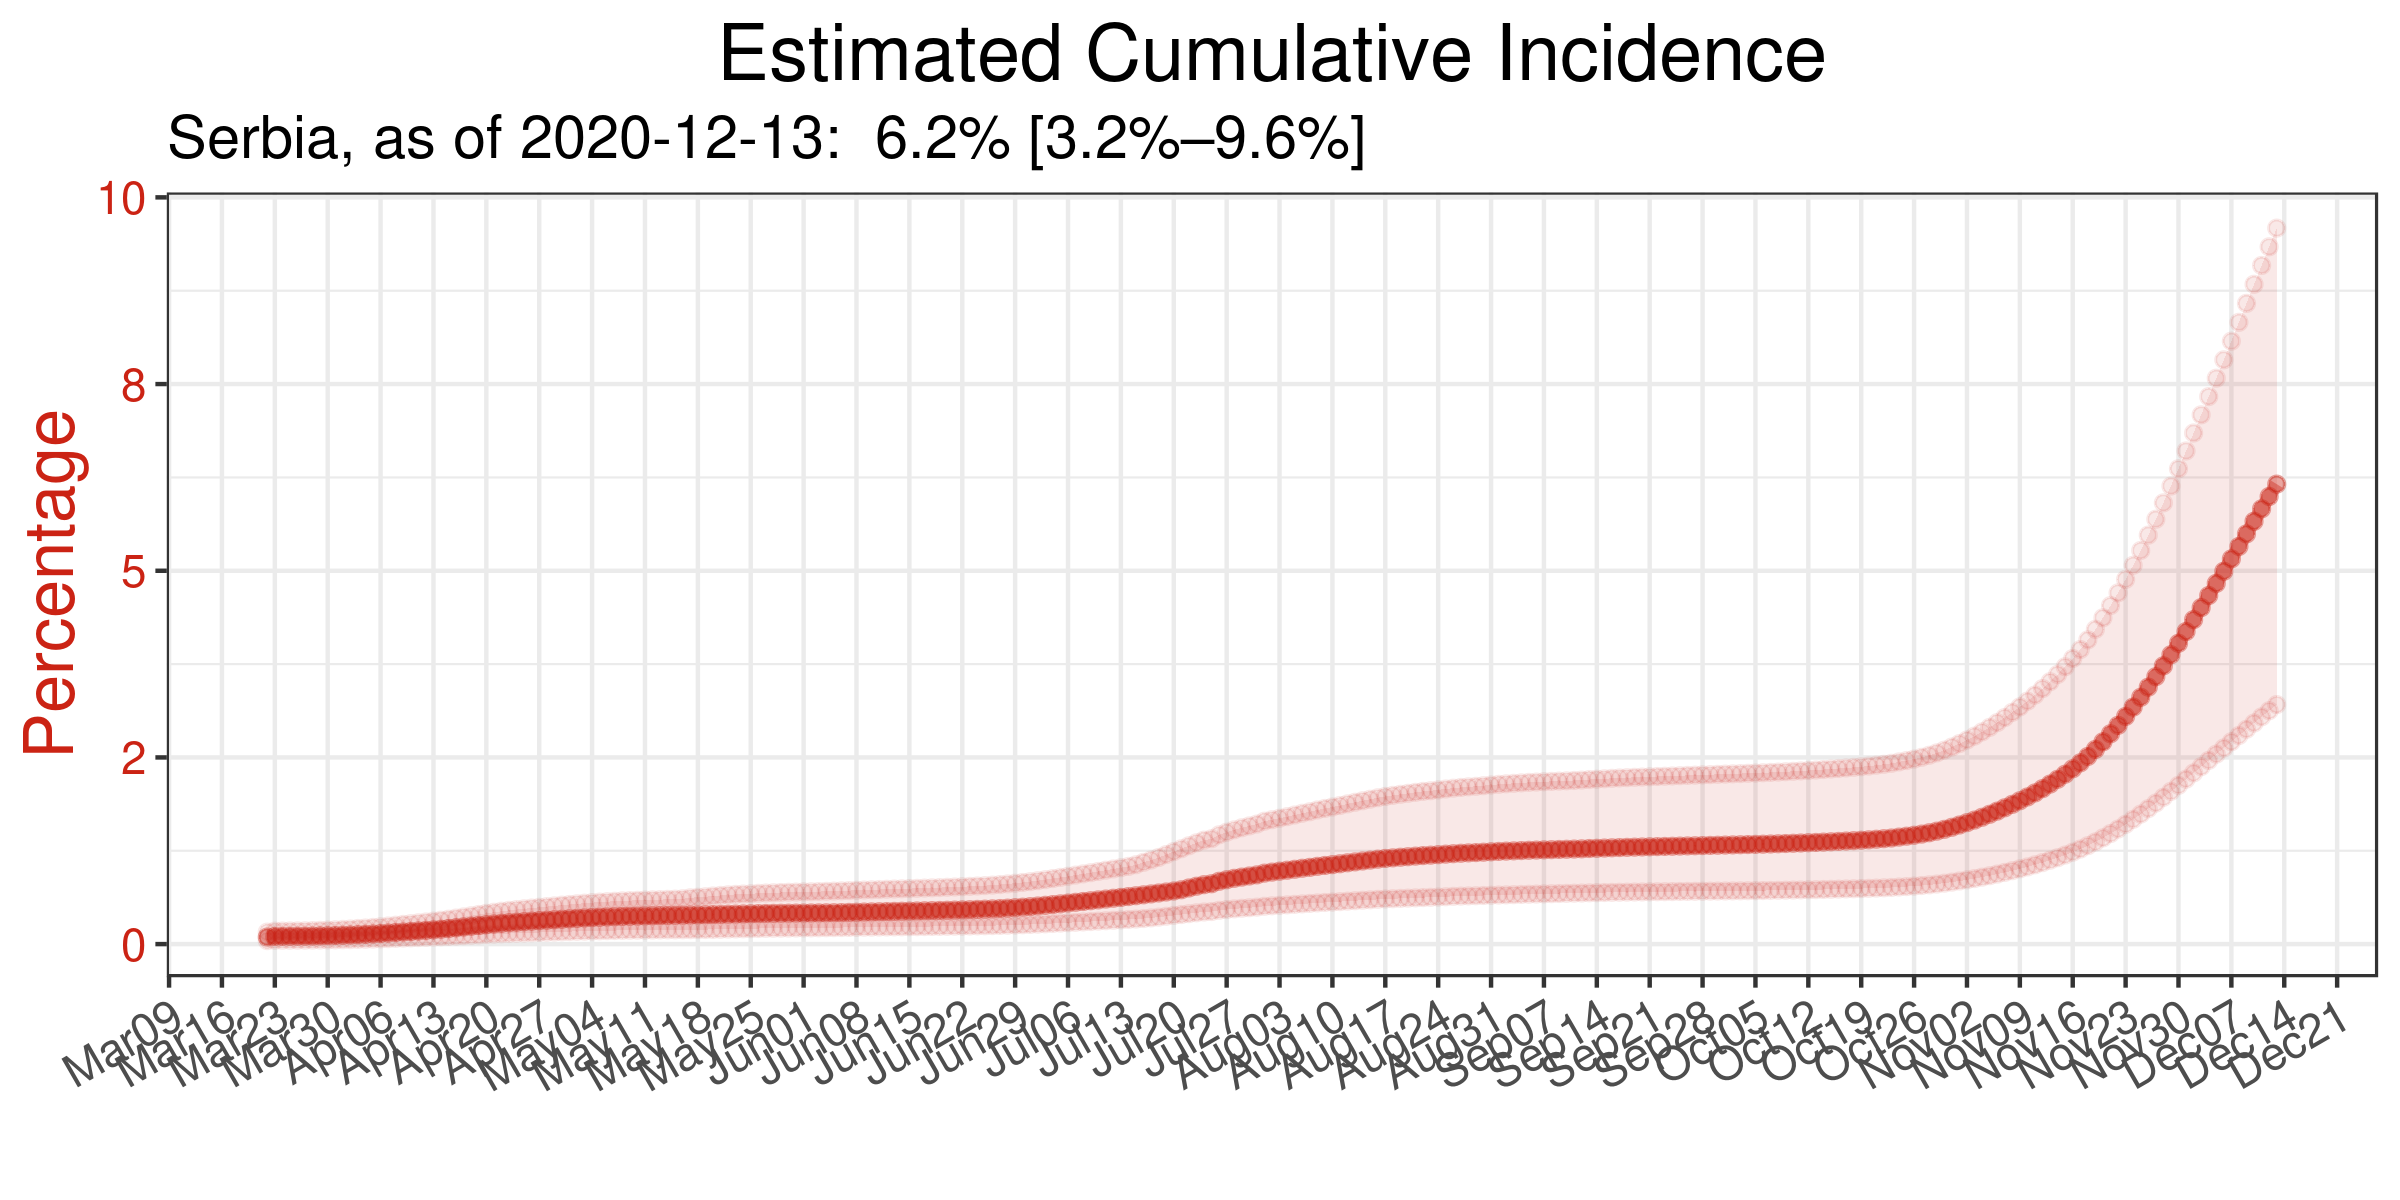 Estimated Cumulative Incidence
Serbia, as of 2020-12-13:  6.2% [3.2%–9.6%]
Percentage
10
8
5
2
0
Mar09
Mar16
Mar23
Mar30
Apr06
Apr13
Apr20
Apr27
May04
May11
May18
May25
Jun01
Jun08
Jun15
Jun22
Jun29
Jul06
Jul13
Jul20
Jul27
Aug03
Aug10
Aug17
Aug24
Aug31
Sep07
Sep14
Sep21
Sep28
Oct05
Oct12
Oct19
Oct26
Nov02
Nov09
Nov16
Nov23
Nov30
Dec07
Dec14
Dec21